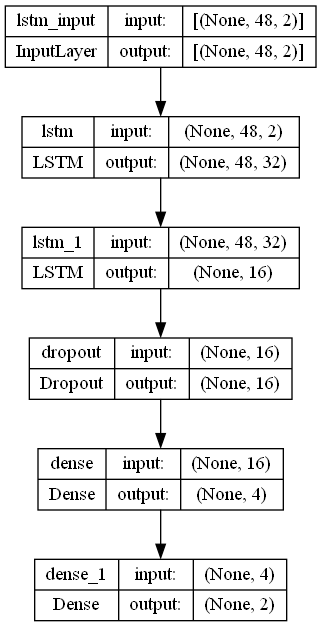 lstm_input input: [(None, 48, 2)]
InputLayer output: [(None, 48, 2)]
lstm input: (None, 48, 2)
LSTM output: (None, 48, 32)
lstm_1 input: (None, 48, 32)
LSTM output: (None, 16)
dropout input: (None, 16)
Dropout output: (None, 16)
dense input: (None, 16)
Dense output: (None, 4)
dense_1 input: (None, 4)
Dense output: (None, 2)